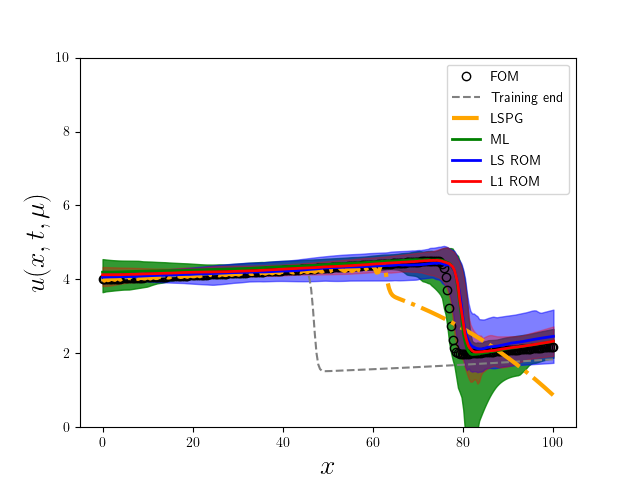 10
8
6
4
2
0
u(x, t, μ)
0 20 40 60 80 100
x
FOM
Training end
LSPG
ML
LS ROM
L1 ROM